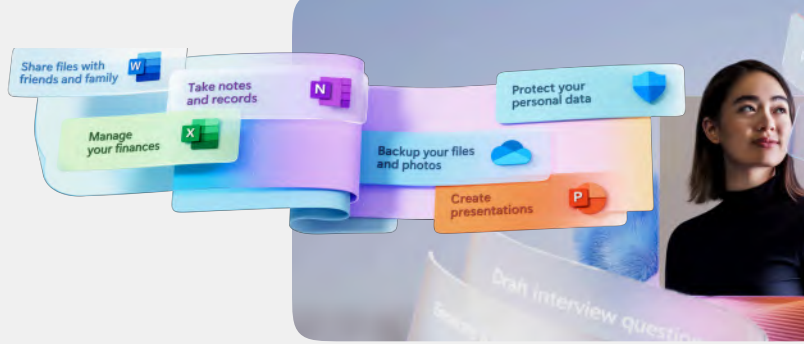 Share files with
friends and family
W
Take notes
and records
N
Manage
your finances
X
Backup your files
and photos
Protect your
personal data
Create
presentations
P
Draft interview